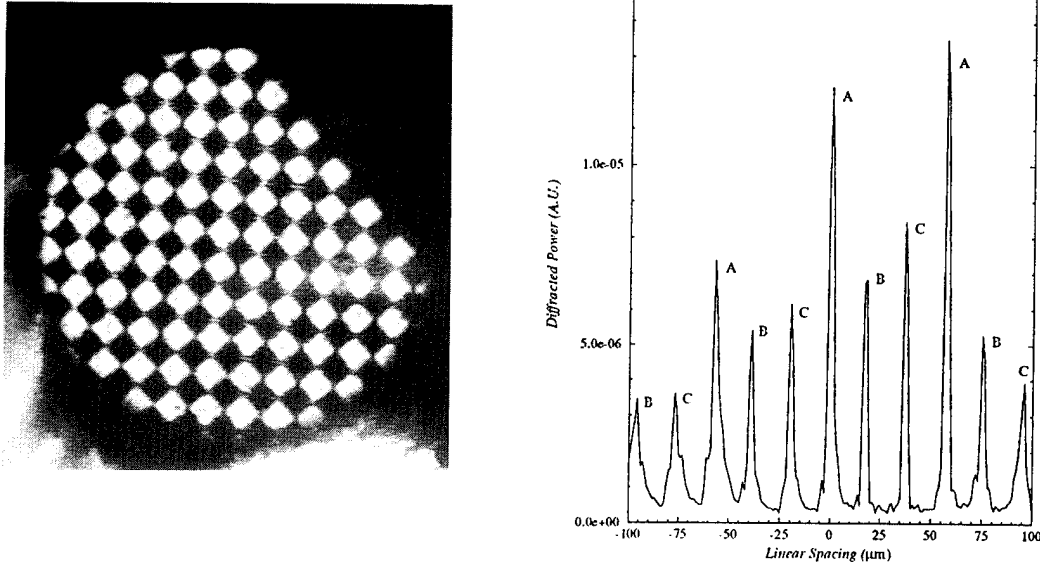 A
A
1.0e-05
C
B
A
C
B
5.0e-06
B
C
B
C
0.0e+00
-100 -75 -50 -25 0 25 50 75 100
Linear Spacing (μm)
Diffracted Power (A.U.)